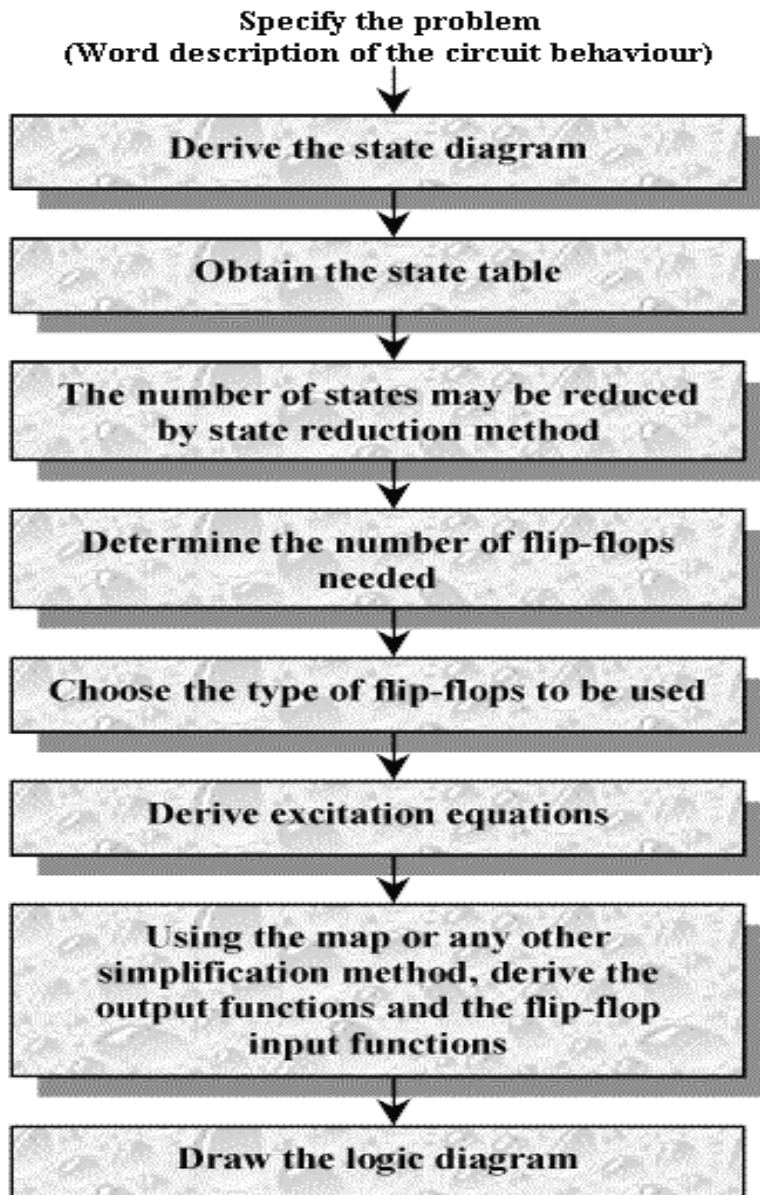 Specify the problem
(Word description of the circuit behaviour)
Derive the state diagram
Obtain the state table
The number of states may be reduced
by state reduction method
Determine the number of flip-flops
needed
Choose the type of flip-flops to be used
Derive excitation equations
Using the map or any other
simplification method, derive the
output functions and the flip-flop
input functions
Draw the logic diagram